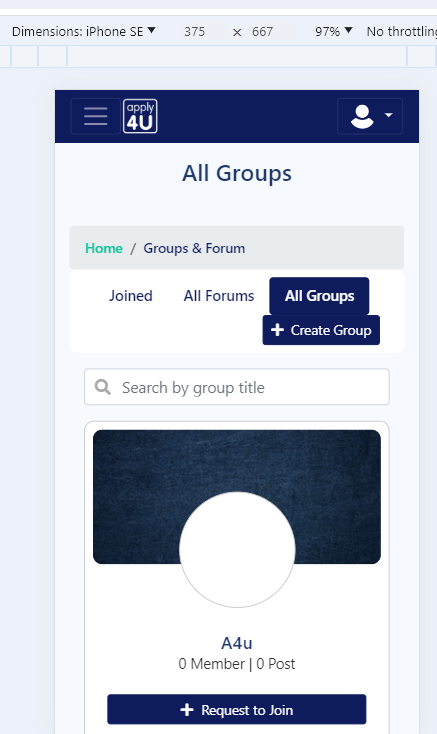 Dimensions: iPhone SE 375 × 667 97% No throttling
apply
4U
All Groups
Home / Groups & Forum
Joined All Forums All Groups
Create Group
Search by group title
A4u
0 Member | 0 Post
Request to Join